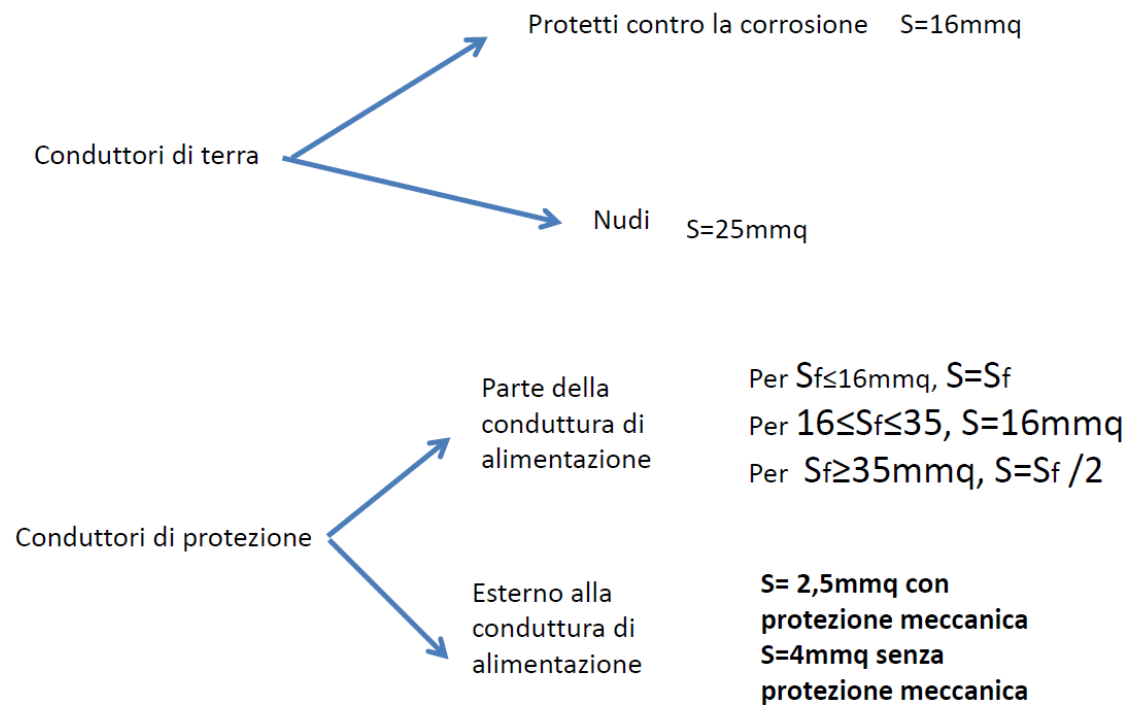 Protetti contro la corrosione S=16mmq
Conduttori di terra
Nudi S=25mmq
Parte della
conduttura di
alimentazione
Per Sf≤16mmq, S=Sf
Per 16≤Sf≤35, S=16mmq
Per Sf≥35mmq, S=Sf /2
Conduttori di protezione
Esterno alla
conduttura di
alimentazione
S= 2,5mmq con
protezione meccanica
S=4mmq senza
protezione meccanica